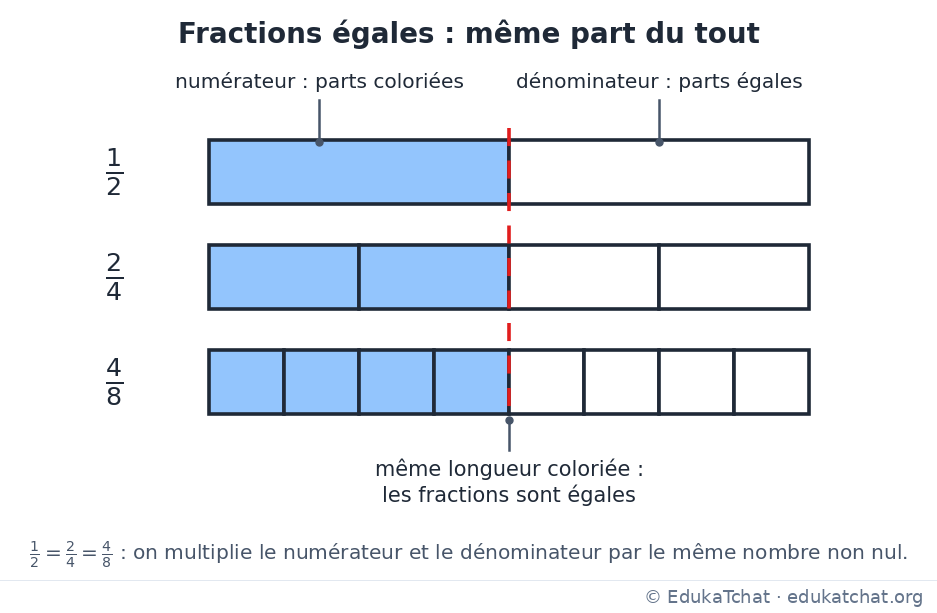 Fractions égales : même part du tout
numérateur : parts coloriées
dénominateur : parts égales
1/2
2/4
4/8
même longueur coloriée :
les fractions sont égales
1/2 = 2/4 = 4/8 : on multiplie le numérateur et le dénominateur par le même nombre non nul.
© EdukaTchat · edukatchat.org